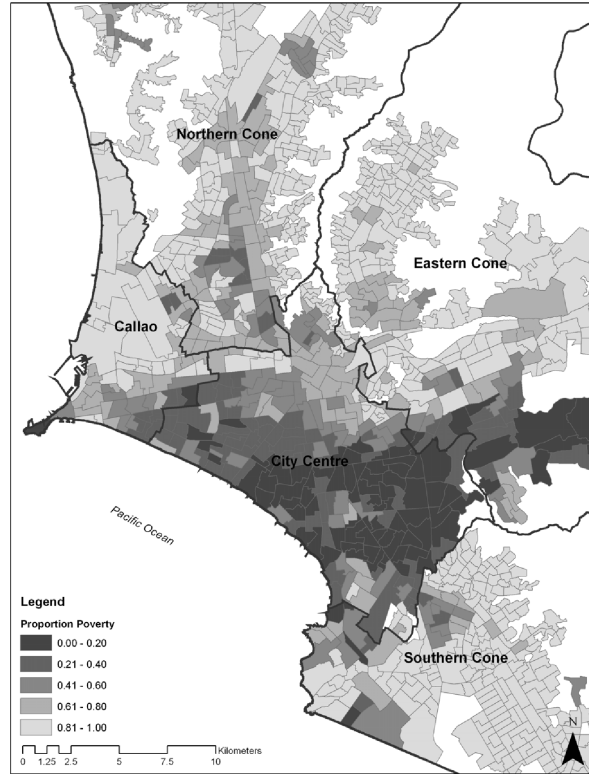 Northern Cone
Eastern Cone
Callao
City Centre
Pacific Ocean
Southern Cone
Legend
Proportion Poverty
0.00 - 0.20
0.21 - 0.40
0.41 - 0.60
0.61 - 0.80
0.81 - 1.00
Kilometers
0 1.25 2.5 5 7.5 10
N